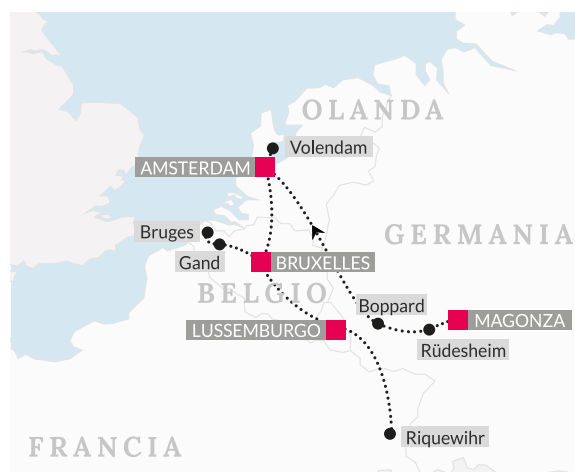 OLANDA
Volendam
AMSTERDAM
Bruges
Gand
GERMANIA
BRUXELLES
BELGIO
Boppard
LUSSEMBURGO
MAGONZA
Rüdesheim
Riquewihr
FRANCIA